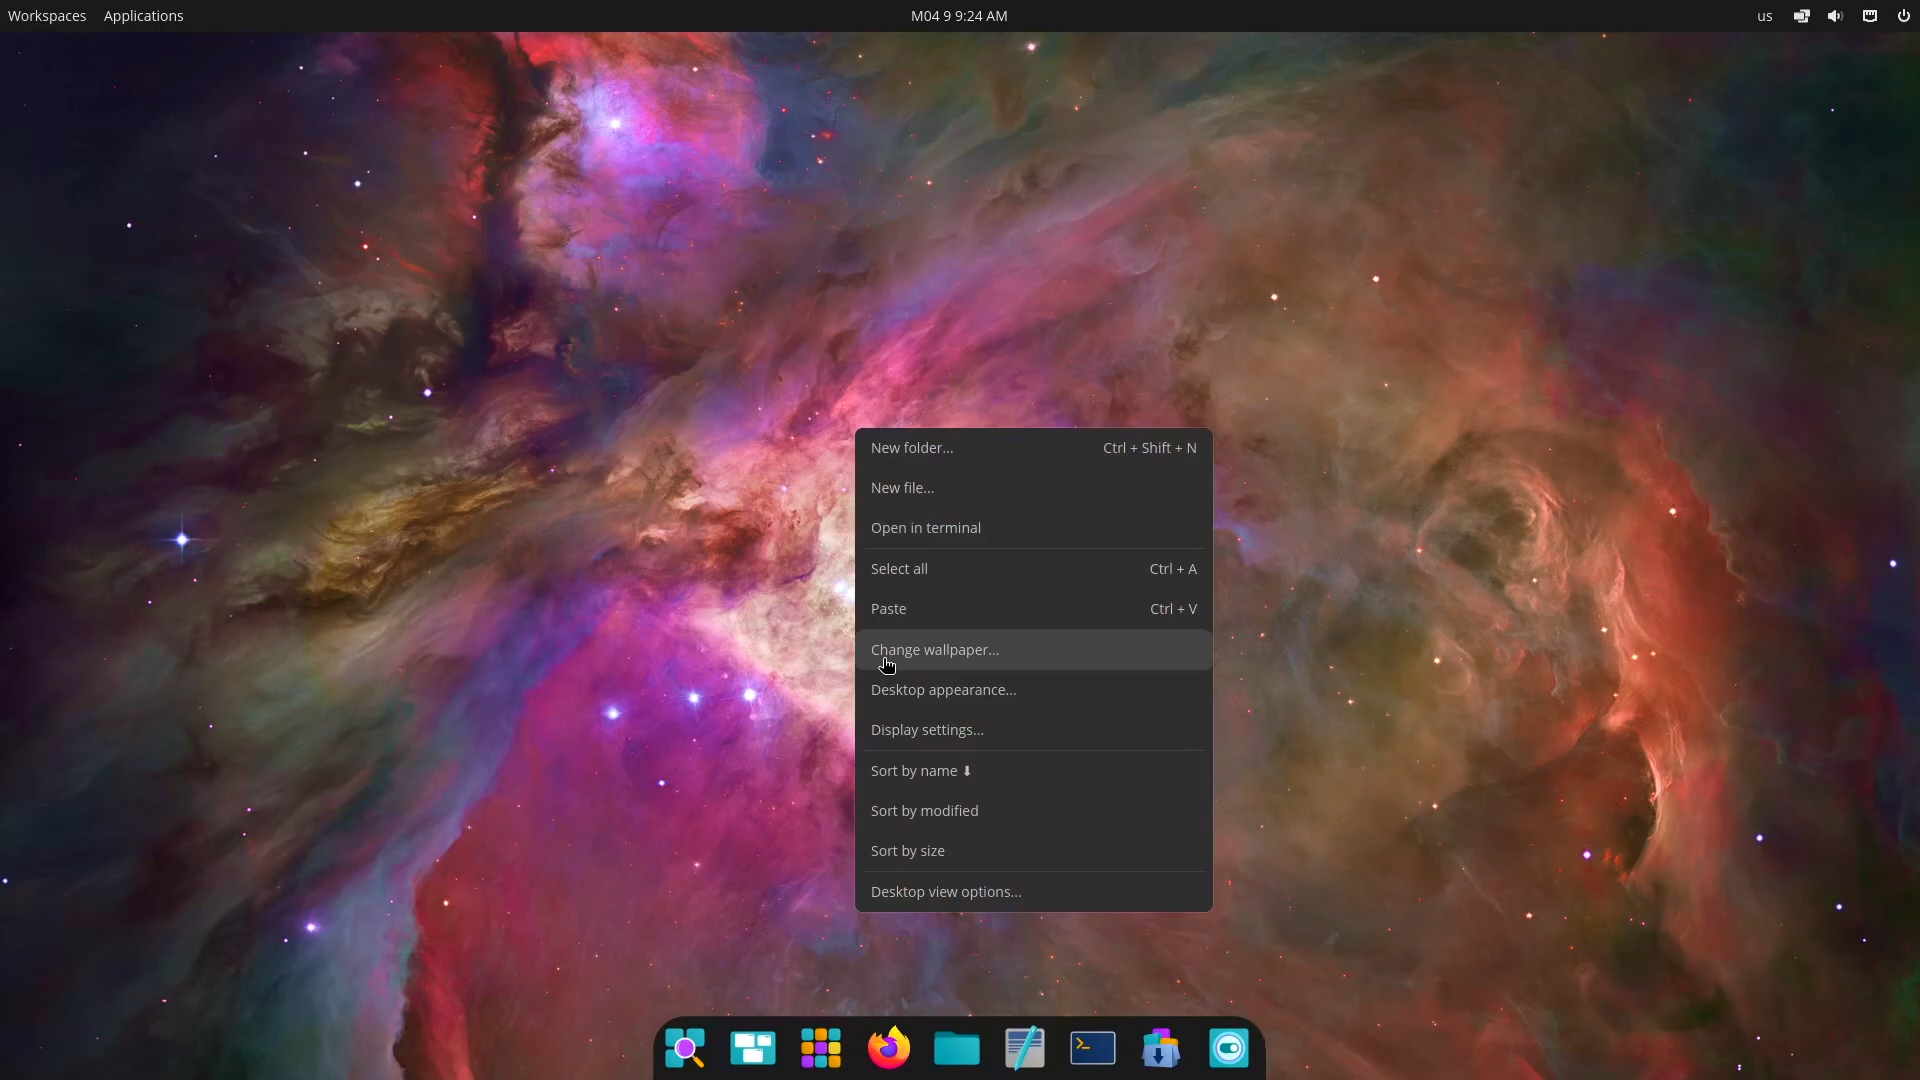 Workspaces Applications M04 9 9:24 AM us
New folder... Ctrl + Shift + N
New file...
Open in terminal
Select all Ctrl + A
Paste Ctrl + V
Change wallpaper...
Desktop appearance...
Display settings...
Sort by name ⬇
Sort by modified
Sort by size
Desktop view options...